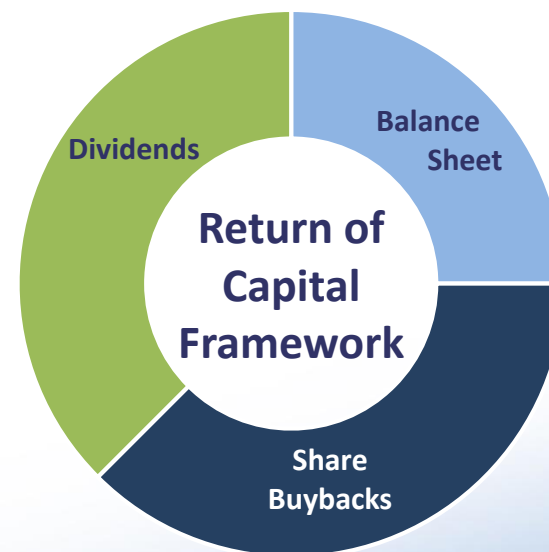 Dividends
Balance
Sheet
Return of
Capital
Framework
Share
Buybacks